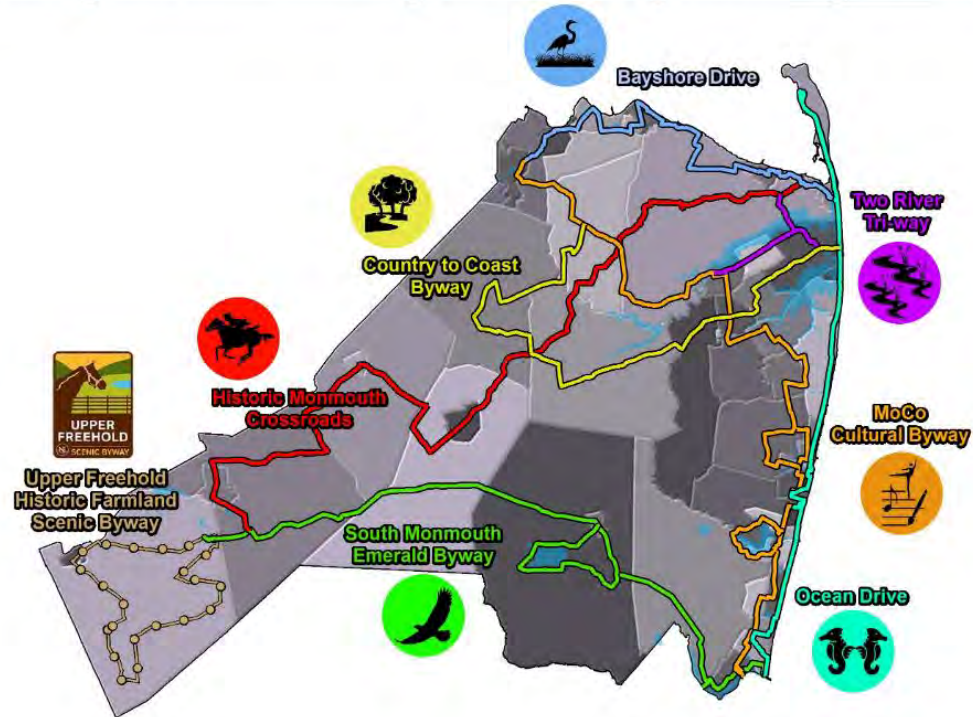 Bayshore Drive
Two River
Tri-way
Country to Coast
Byway
Historic Monmouth
Crossroads
UPPER
FREEHOLD
SCENIC BYWAY
MoCo
Cultural Byway
Upper Freehold
Historic Farmland
Scenic Byway
South Monmouth
Emerald Byway
Ocean Drive